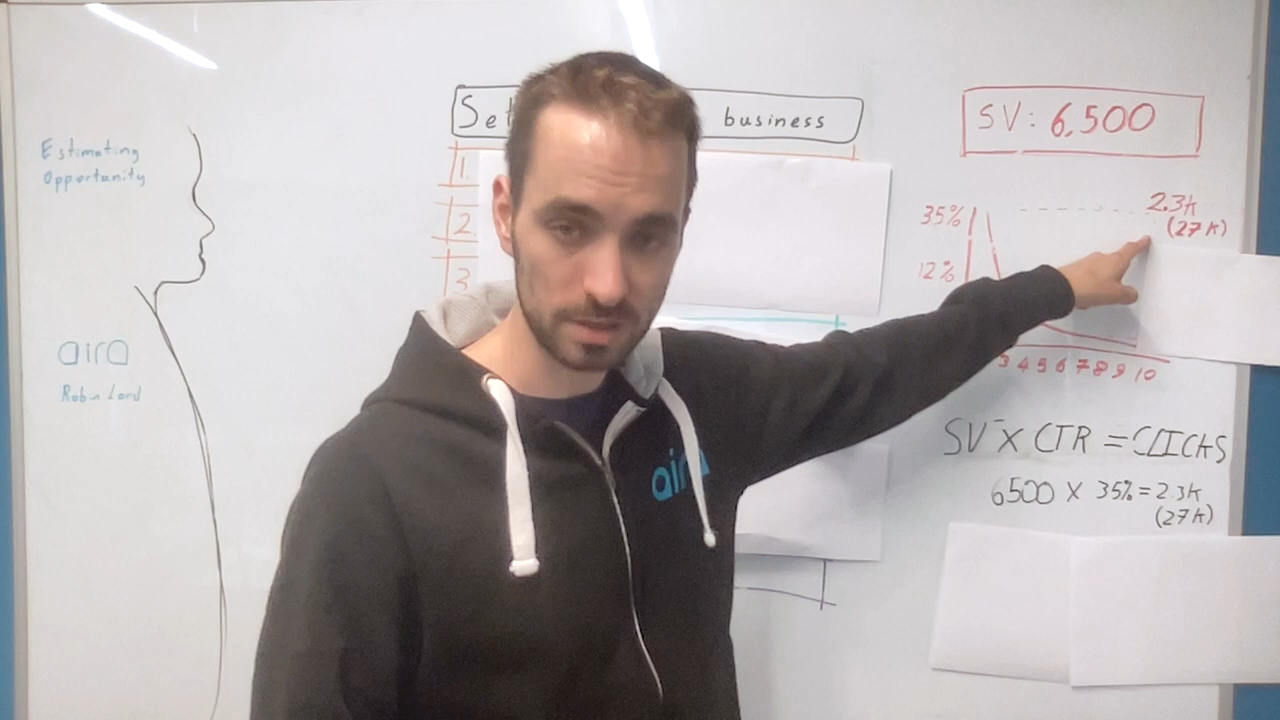 Estimating
Opportunity
aira
Robin Lord
Set business
1.
2.
3
aira
SV: 6,500
35%
12%
2.3k
(27k)
3 4 5 6 7 8 9 10
SV X CTR = CLICKS
6500 X 35% = 2.3k
(27k)